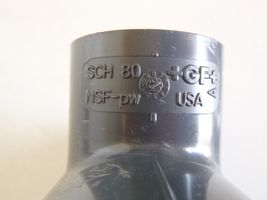 SCH 80 +GF+
NSF-pw USA